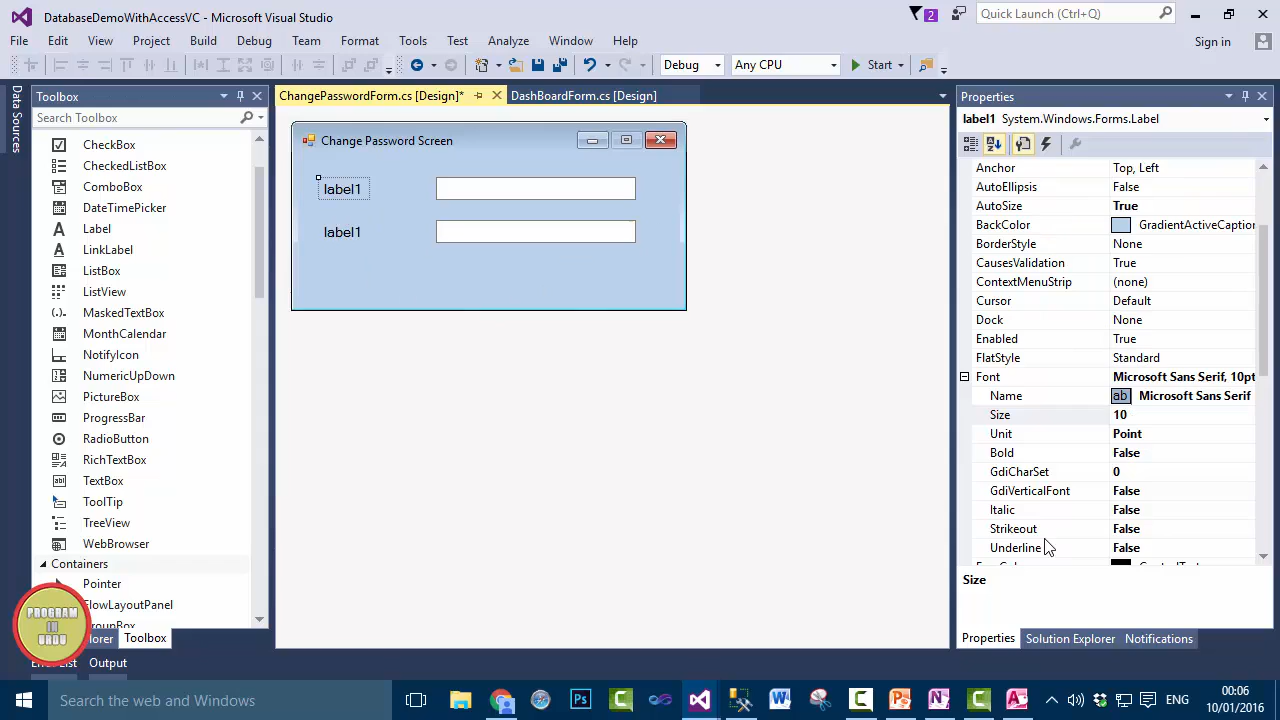 DatabaseDemoWithAccessVC - Microsoft Visual Studio
2
Quick Launch (Ctrl+Q)
File Edit View Project Build Debug Team Format Tools Test Analyze Window Help
Sign in
Debug
Any CPU
Start
Data Sources
Toolbox
Search Toolbox
CheckBox
CheckedListBox
ComboBox
DateTimePicker
A Label
A LinkLabel
ListBox
ListView
MaskedTextBox
MonthCalendar
NotifyIcon
NumericUpDown
PictureBox
ProgressBar
RadioButton
RichTextBox
TextBox
ToolTip
TreeView
WebBrowser
Containers
Pointer
FlowLayoutPanel
Toolbox
Output
PROGRAM
IN
URDU
ChangePasswordForm.cs [Design]*
DashBoardForm.cs [Design]
Change Password Screen
label1
label1
Properties
label1 System.Windows.Forms.Label
Anchor Top, Left
AutoEllipsis False
AutoSize True
BackColor GradientActiveCaption
BorderStyle None
CausesValidation True
ContextMenuStrip (none)
Cursor Default
Dock None
Enabled True
FlatStyle Standard
Font Microsoft Sans Serif, 10pt
Name ab Microsoft Sans Serif
Size 10
Unit Point
Bold False
GdiCharSet 0
GdiVerticalFont False
Italic False
Strikeout False
Underline False
Size
Properties Solution Explorer Notifications
Search the web and Windows
ENG
00:06
10/01/2016